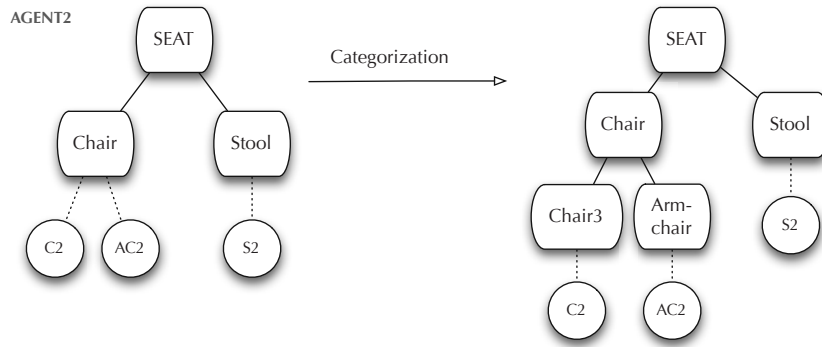 AGENT2
SEAT
Categorization
SEAT
Chair
Stool
Chair
Stool
C2
AC2
S2
Chair3
Arm-
chair
S2
C2
AC2